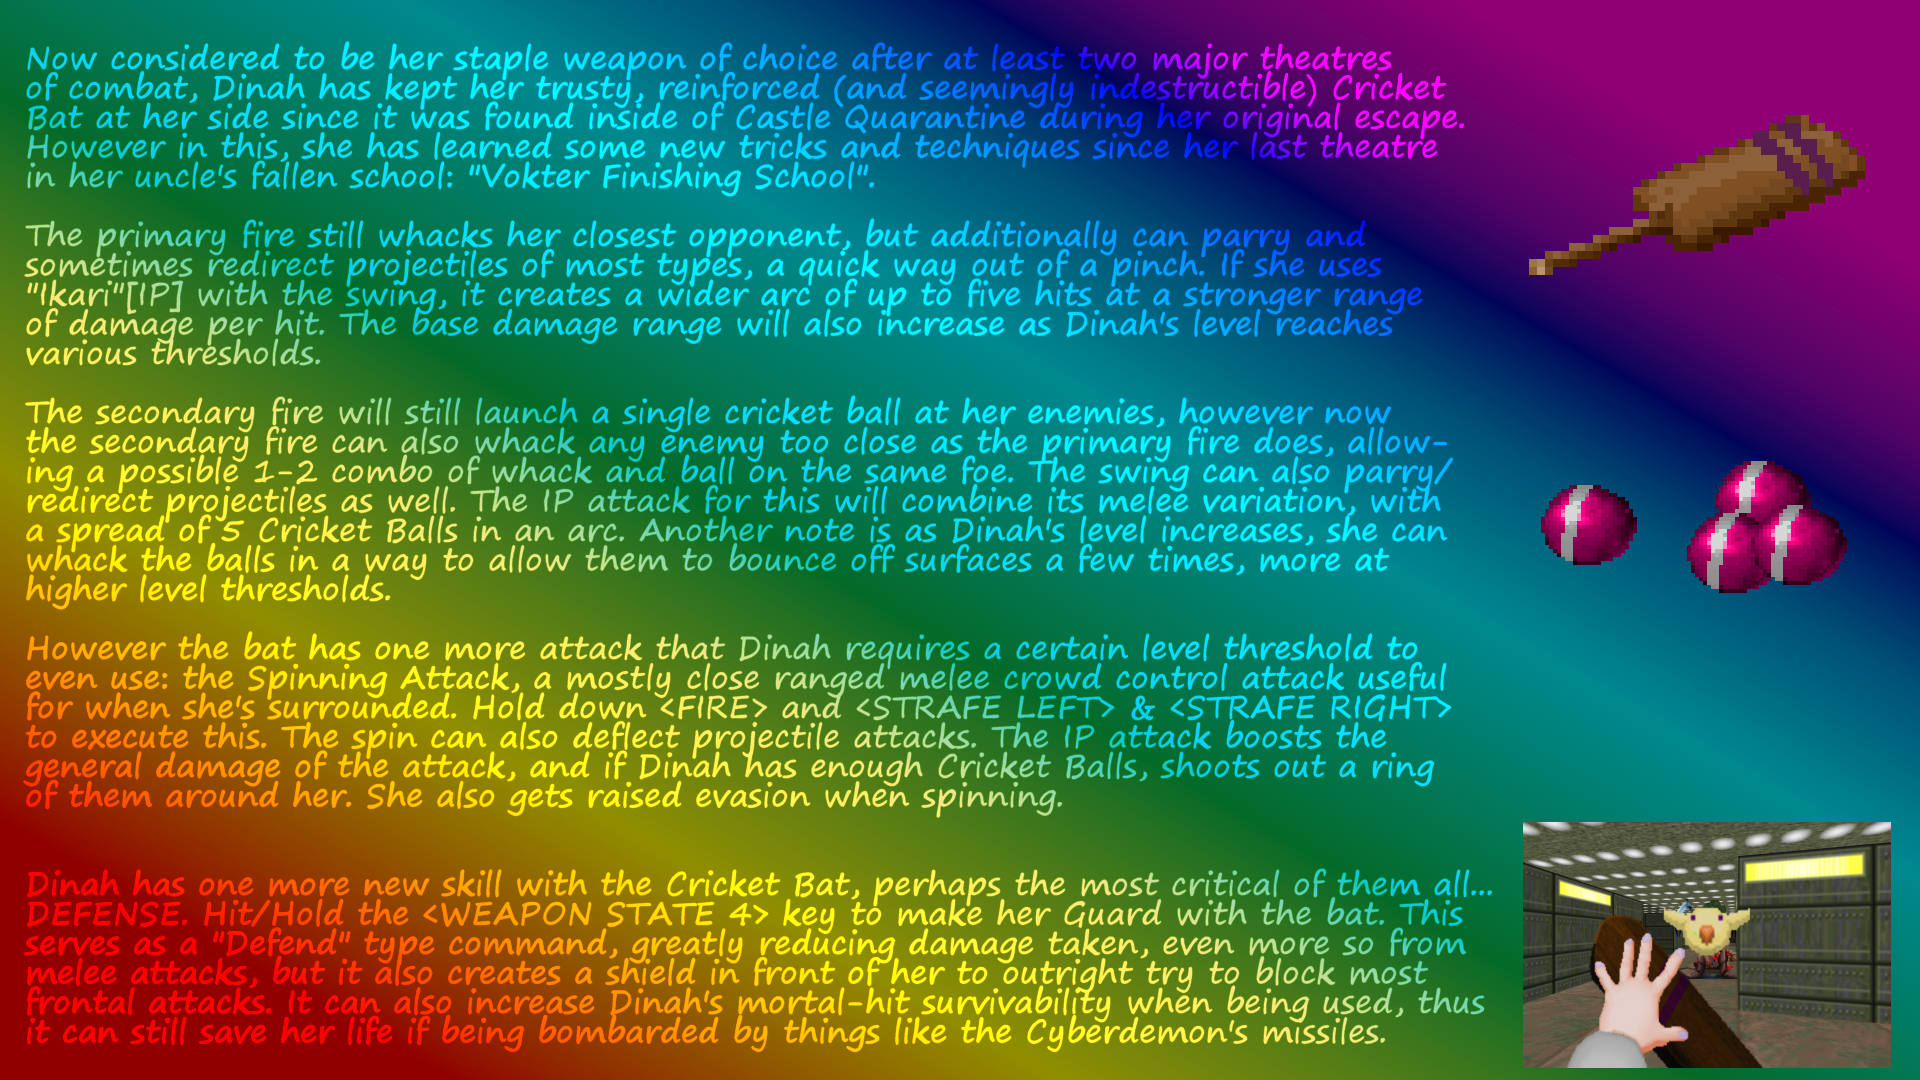 Now considered to be her staple weapon of choice after at least two major theatres
of combat, Dinah has kept her trusty, reinforced (and seemingly indestructible) Cricket
Bat at her side since it was found inside of Castle Quarantine during her original escape.
However in this, she has learned some new tricks and techniques since her last theatre
in her uncle's fallen school: "Vokter Finishing School".
The primary fire still whacks her closest opponent, but additionally can parry and
sometimes redirect projectiles of most types, a quick way out of a pinch. If she uses
"Ikari"[IP] with the swing, it creates a wider arc of up to five hits at a stronger range
of damage per hit. The base damage range will also increase as Dinah's level reaches
various thresholds.
The secondary fire will still launch a single cricket ball at her enemies, however now
the secondary fire can also whack any enemy too close as the primary fire does, allow-
ing a possible 1-2 combo of whack and ball on the same foe. The swing can also parry/
redirect projectiles as well. The IP attack for this will combine its melee variation, with
a spread of 5 Cricket Balls in an arc. Another note is as Dinah's level increases, she can
whack the balls in a way to allow them to bounce off surfaces a few times, more at
higher level thresholds.
However the bat has one more attack that Dinah requires a certain level threshold to
even use: the Spinning Attack, a mostly close ranged melee crowd control attack useful
for when she's surrounded. Hold down <FIRE> and <STRAFE LEFT> & <STRAFE RIGHT>
to execute this. The spin can also deflect projectile attacks. The IP attack boosts the
general damage of the attack, and if Dinah has enough Cricket Balls, shoots out a ring
of them around her. She also gets raised evasion when spinning.
Dinah has one more new skill with the Cricket Bat, perhaps the most critical of them all...
DEFENSE. Hit/Hold the <WEAPON STATE 4> key to make her Guard with the bat. This
serves as a "Defend" type command, greatly reducing damage taken, even more so from
melee attacks, but it also creates a shield in front of her to outright try to block most
frontal attacks. It can also increase Dinah's mortal-hit survivability when being used, thus
it can still save her life if being bombarded by things like the Cyberdemon's missiles.